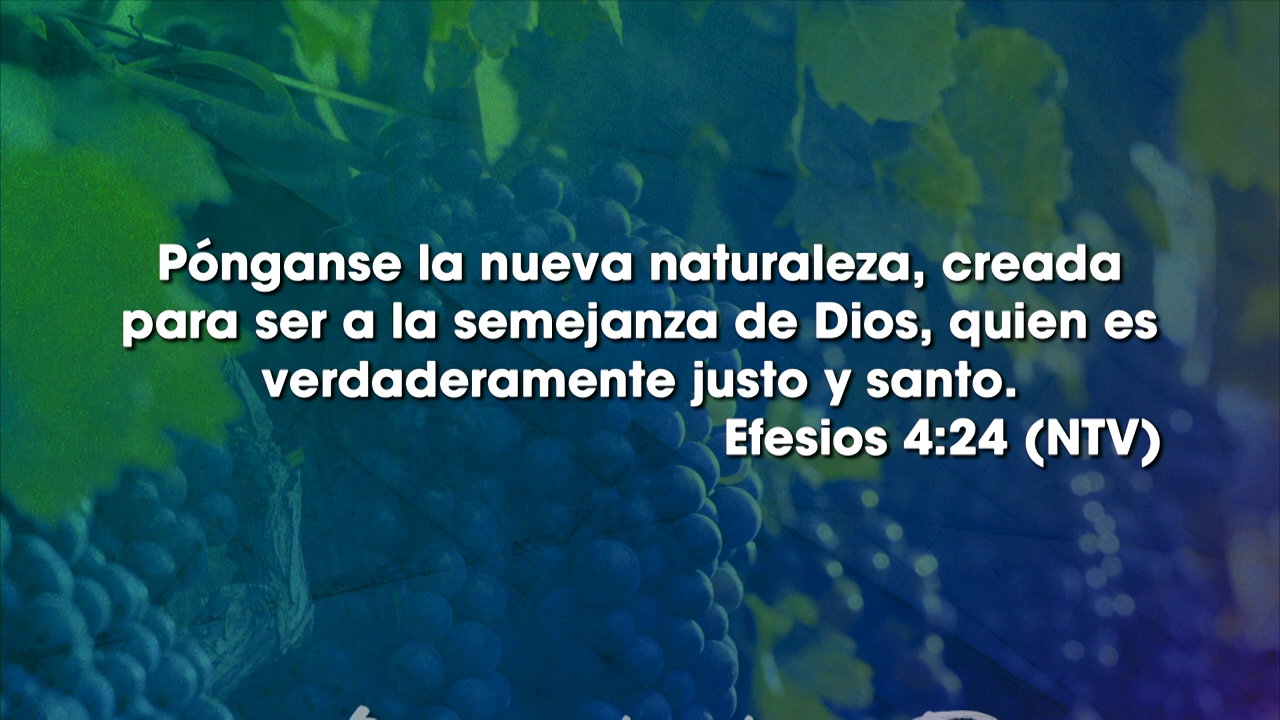 Pónganse la nueva naturaleza, creada
para ser a la semejanza de Dios, quien es
verdaderamente justo y santo.
Efesios 4:24 (NTV)